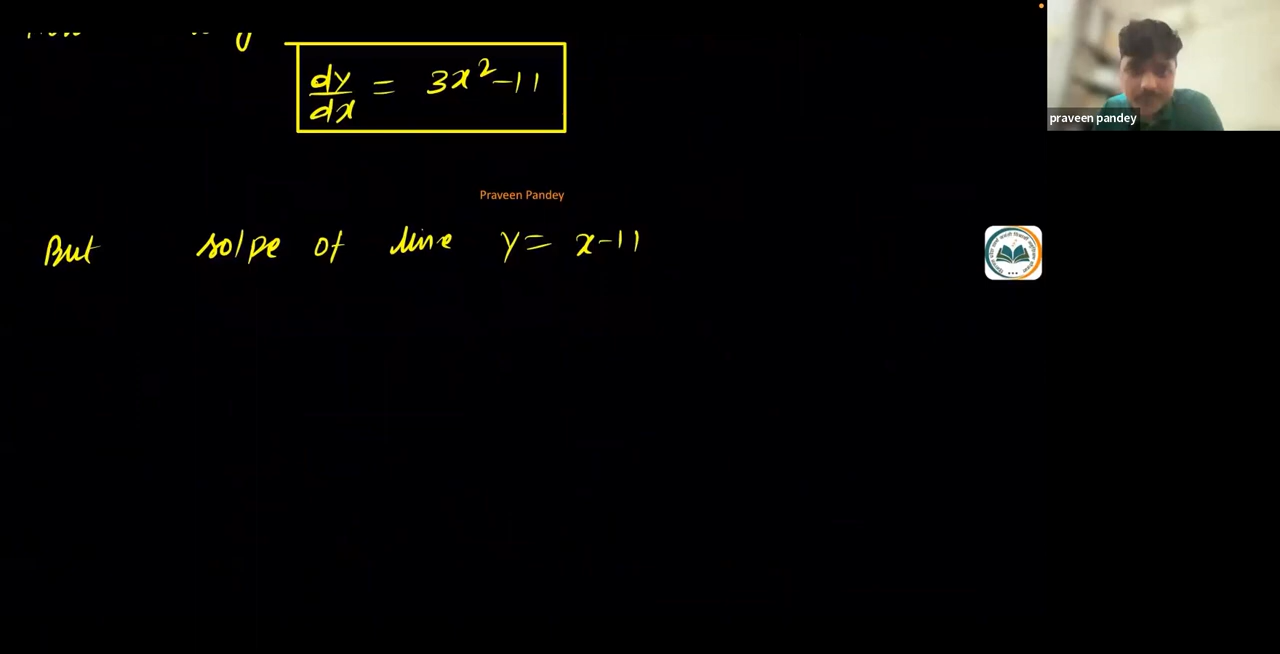 dy/dx = 3x²-11
praveen pandey
Praveen Pandey
But solpe of line y = x-11